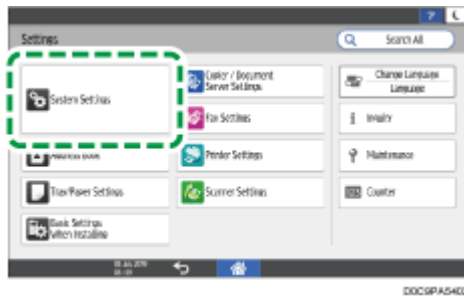 Settings
Search All
System Settings
Copier / Document
Server Settings
Change Language
Language
Fax Settings
Inquiry
Address Book
Printer Settings
Maintenance
Tray/Paper Settings
Scanner Settings
Counter
Basic Settings
When Installing
D0C9PA5402